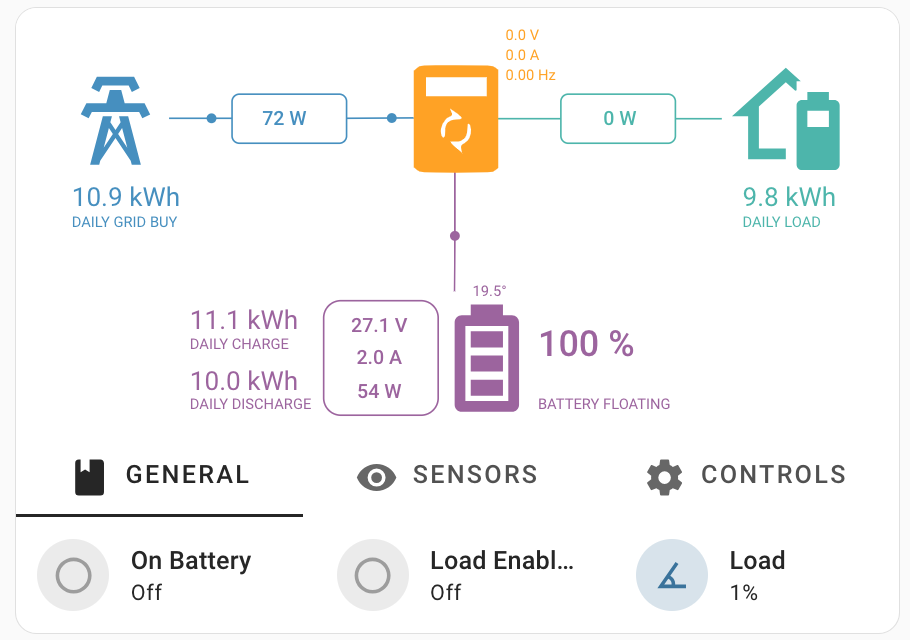 0.0 V
0.0 A
0.00 Hz
72 W
0 W
10.9 kWh
DAILY GRID BUY
9.8 kWh
DAILY LOAD
19.5°
11.1 kWh
DAILY CHARGE
10.0 kWh
DAILY DISCHARGE
27.1 V
2.0 A
54 W
100 %
BATTERY FLOATING
GENERAL
SENSORS
CONTROLS
On Battery
Off
Load Enabl...
Off
Load
1%